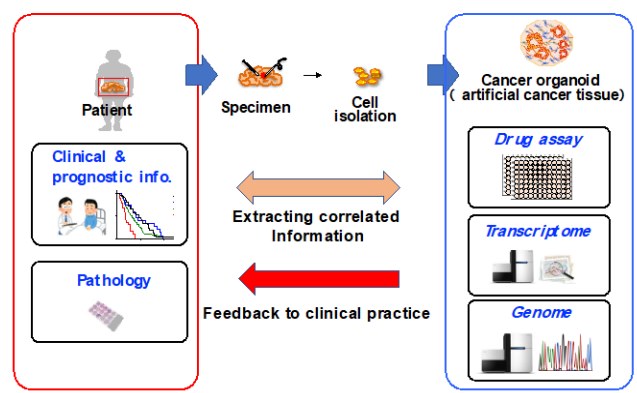 Patient
Specimen
Cell
isolation
Cancer organoid
( artificial cancer tissue)
Clinical &
prognostic info.
Pathology
Extracting correlated
Information
Feedback to clinical practice
Drug assay
Transcriptome
Genome